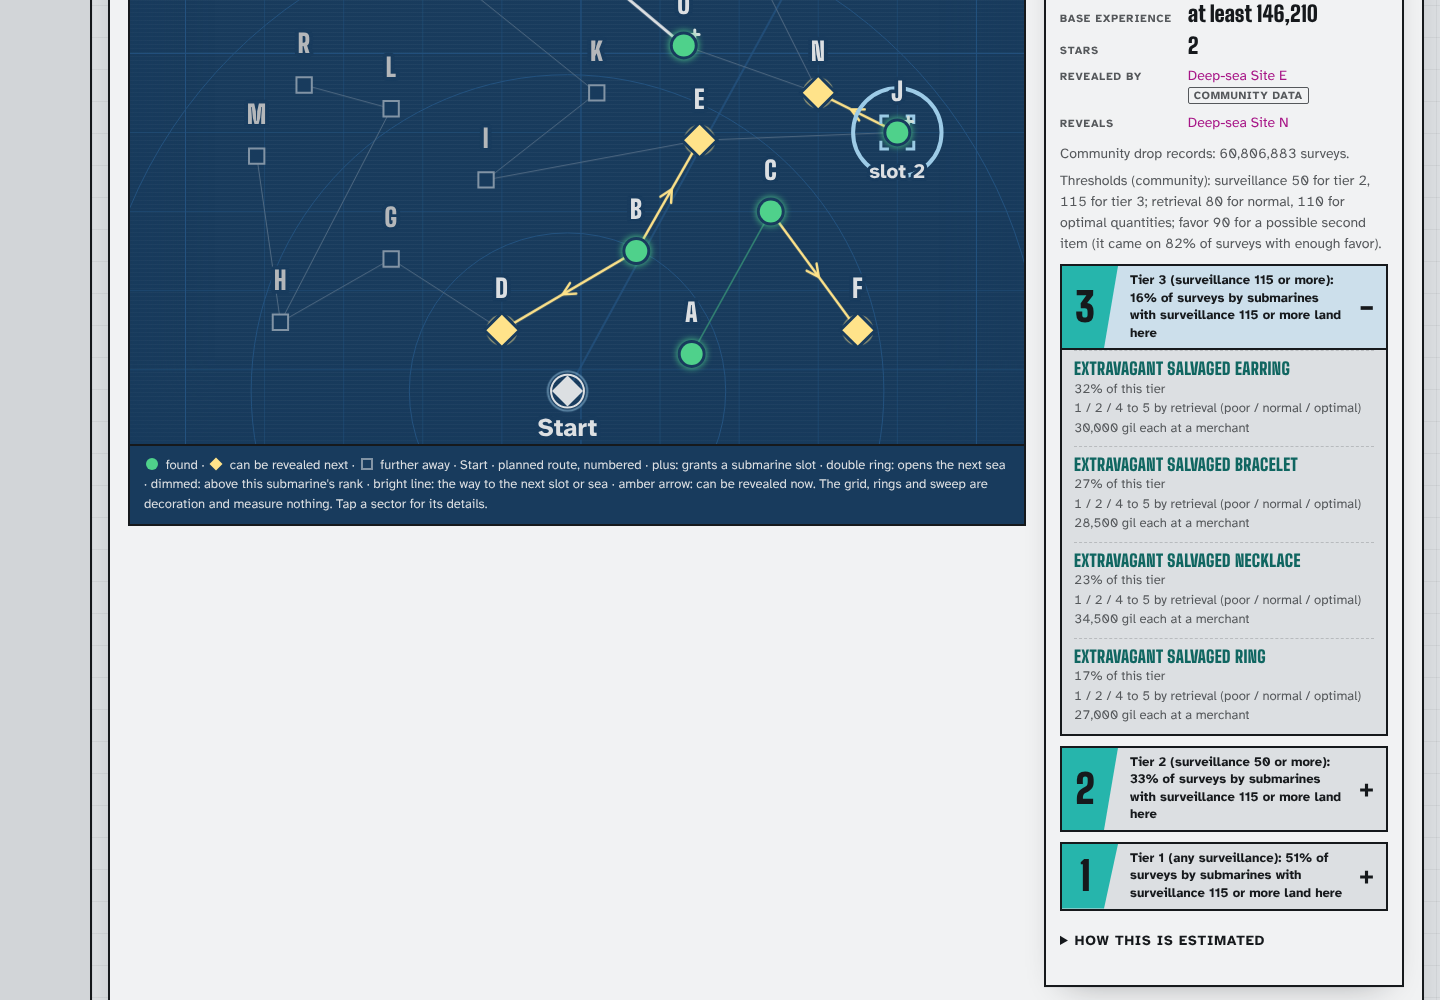 O
R
L
K
N
J
M
E
I
C
slot 2
B
G
H
D
F
A
Start
found · can be revealed next · further away · Start · planned route, numbered · plus: grants a submarine slot · double ring: opens the next sea
· dimmed: above this submarine's rank · bright line: the way to the next slot or sea · amber arrow: can be revealed now. The grid, rings and sweep are
decoration and measure nothing. Tap a sector for its details.
BASE EXPERIENCE at least 146,210
STARS 2
REVEALED BY Deep-sea Site E
COMMUNITY DATA
REVEALS Deep-sea Site N
Community drop records: 60,806,883 surveys.
Thresholds (community): surveillance 50 for tier 2,
115 for tier 3; retrieval 80 for normal, 110 for
optimal quantities; favor 90 for a possible second
item (it came on 82% of surveys with enough favor).
3
Tier 3 (surveillance 115 or more):
16% of surveys by submarines
with surveillance 115 or more land
here
−
EXTRAVAGANT SALVAGED EARRING
32% of this tier
1 / 2 / 4 to 5 by retrieval (poor / normal / optimal)
30,000 gil each at a merchant
EXTRAVAGANT SALVAGED BRACELET
27% of this tier
1 / 2 / 4 to 5 by retrieval (poor / normal / optimal)
28,500 gil each at a merchant
EXTRAVAGANT SALVAGED NECKLACE
23% of this tier
1 / 2 / 4 to 5 by retrieval (poor / normal / optimal)
34,500 gil each at a merchant
EXTRAVAGANT SALVAGED RING
17% of this tier
1 / 2 / 4 to 5 by retrieval (poor / normal / optimal)
27,000 gil each at a merchant
2
Tier 2 (surveillance 50 or more):
33% of surveys by submarines
with surveillance 115 or more land
here
+
1
Tier 1 (any surveillance): 51% of
surveys by submarines with
surveillance 115 or more land here
+
HOW THIS IS ESTIMATED